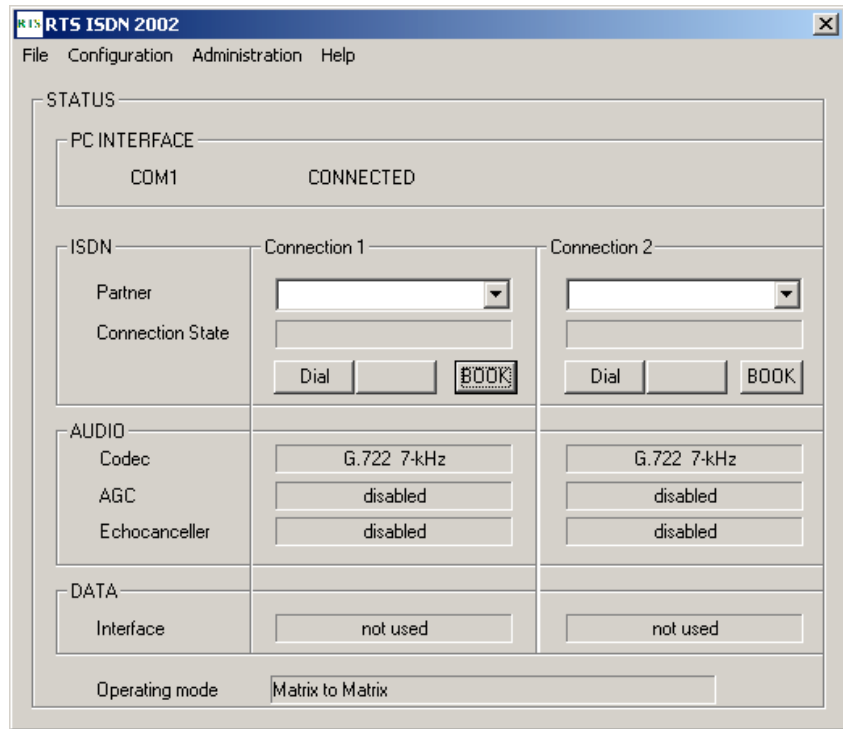 RTS RTS ISDN 2002
File Configuration Administration Help
STATUS
PC INTERFACE
COM1 CONNECTED
ISDN Connection 1 Connection 2
Partner
Connection State
Dial BOOK Dial BOOK
AUDIO
Codec G.722 7-kHz G.722 7-kHz
AGC disabled disabled
Echocanceller disabled disabled
DATA
Interface not used not used
Operating mode Matrix to Matrix